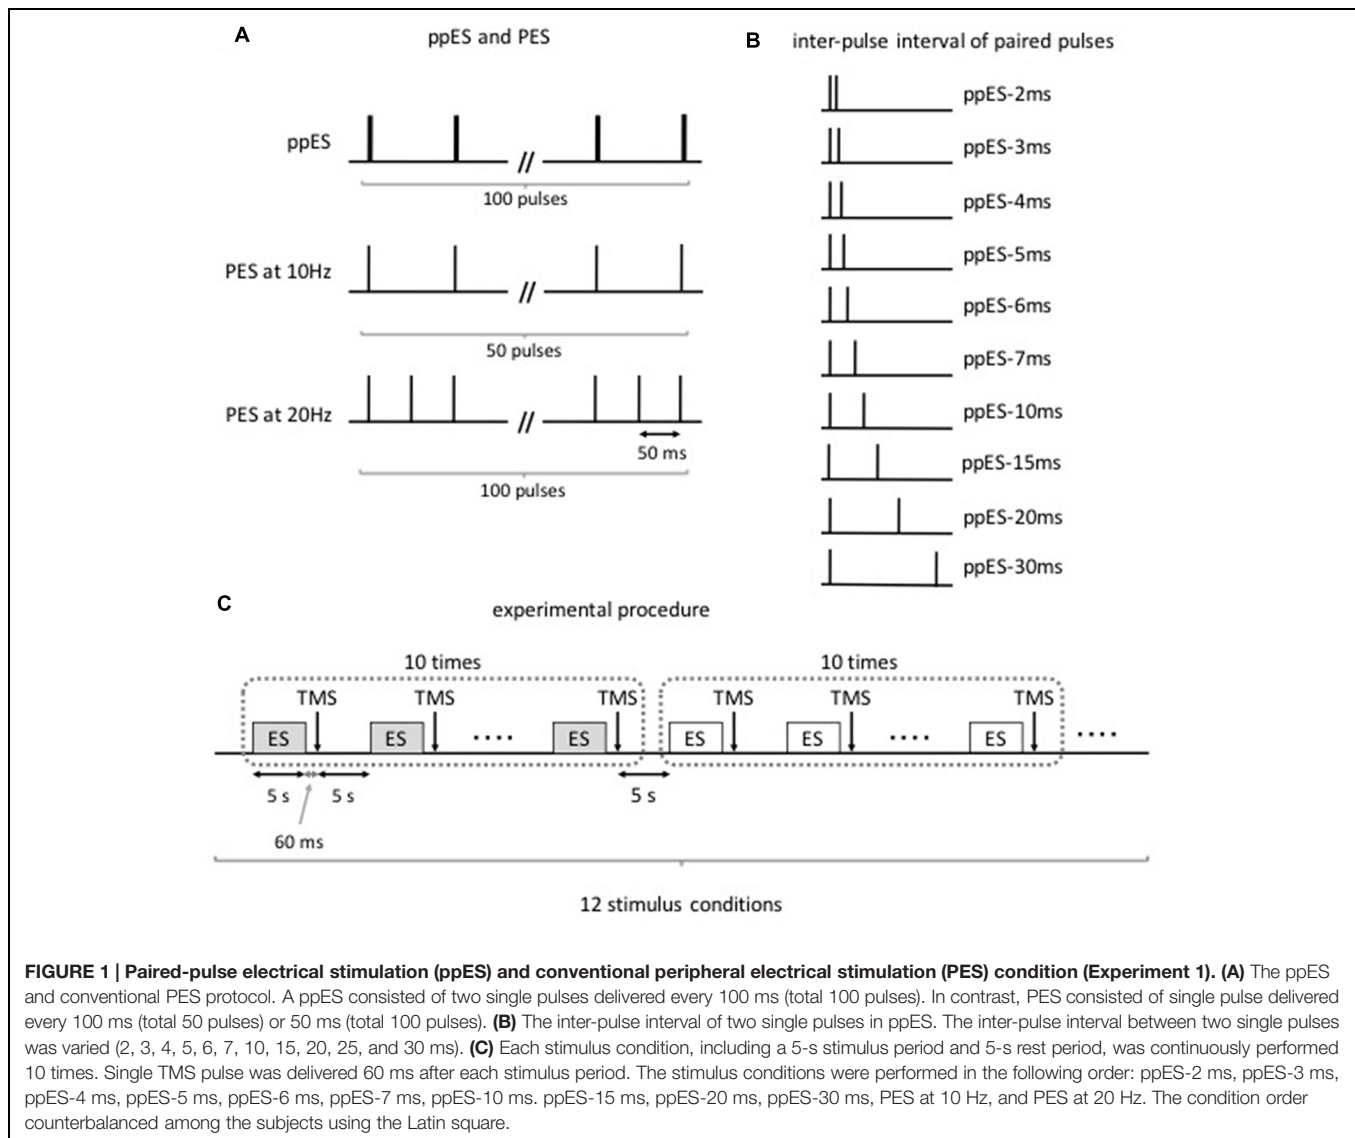 A
ppES and PES
ppES
100 pulses
PES at 10Hz
50 pulses
PES at 20Hz
50 ms
100 pulses
B
inter-pulse interval of paired pulses
ppES-2ms
ppES-3ms
ppES-4ms
ppES-5ms
ppES-6ms
ppES-7ms
ppES-10ms
ppES-15ms
ppES-20ms
ppES-30ms
C
experimental procedure
10 times
10 times
TMS TMS TMS TMS TMS TMS
ES ES .... ES ES ES .... ES ....
5 s 5 s 5 s
60 ms
12 stimulus conditions
FIGURE 1 | Paired-pulse electrical stimulation (ppES) and conventional peripheral electrical stimulation (PES) condition (Experiment 1). (A) The ppES
and conventional PES protocol. A ppES consisted of two single pulses delivered every 100 ms (total 100 pulses). In contrast, PES consisted of single pulse delivered
every 100 ms (total 50 pulses) or 50 ms (total 100 pulses). (B) The inter-pulse interval of two single pulses in ppES. The inter-pulse interval between two single pulses
was varied (2, 3, 4, 5, 6, 7, 10, 15, 20, 25, and 30 ms). (C) Each stimulus condition, including a 5-s stimulus period and 5-s rest period, was continuously performed
10 times. Single TMS pulse was delivered 60 ms after each stimulus period. The stimulus conditions were performed in the following order: ppES-2 ms, ppES-3 ms,
ppES-4 ms, ppES-5 ms, ppES-6 ms, ppES-7 ms, ppES-10 ms. ppES-15 ms, ppES-20 ms, ppES-30 ms, PES at 10 Hz, and PES at 20 Hz. The condition order
counterbalanced among the subjects using the Latin square.